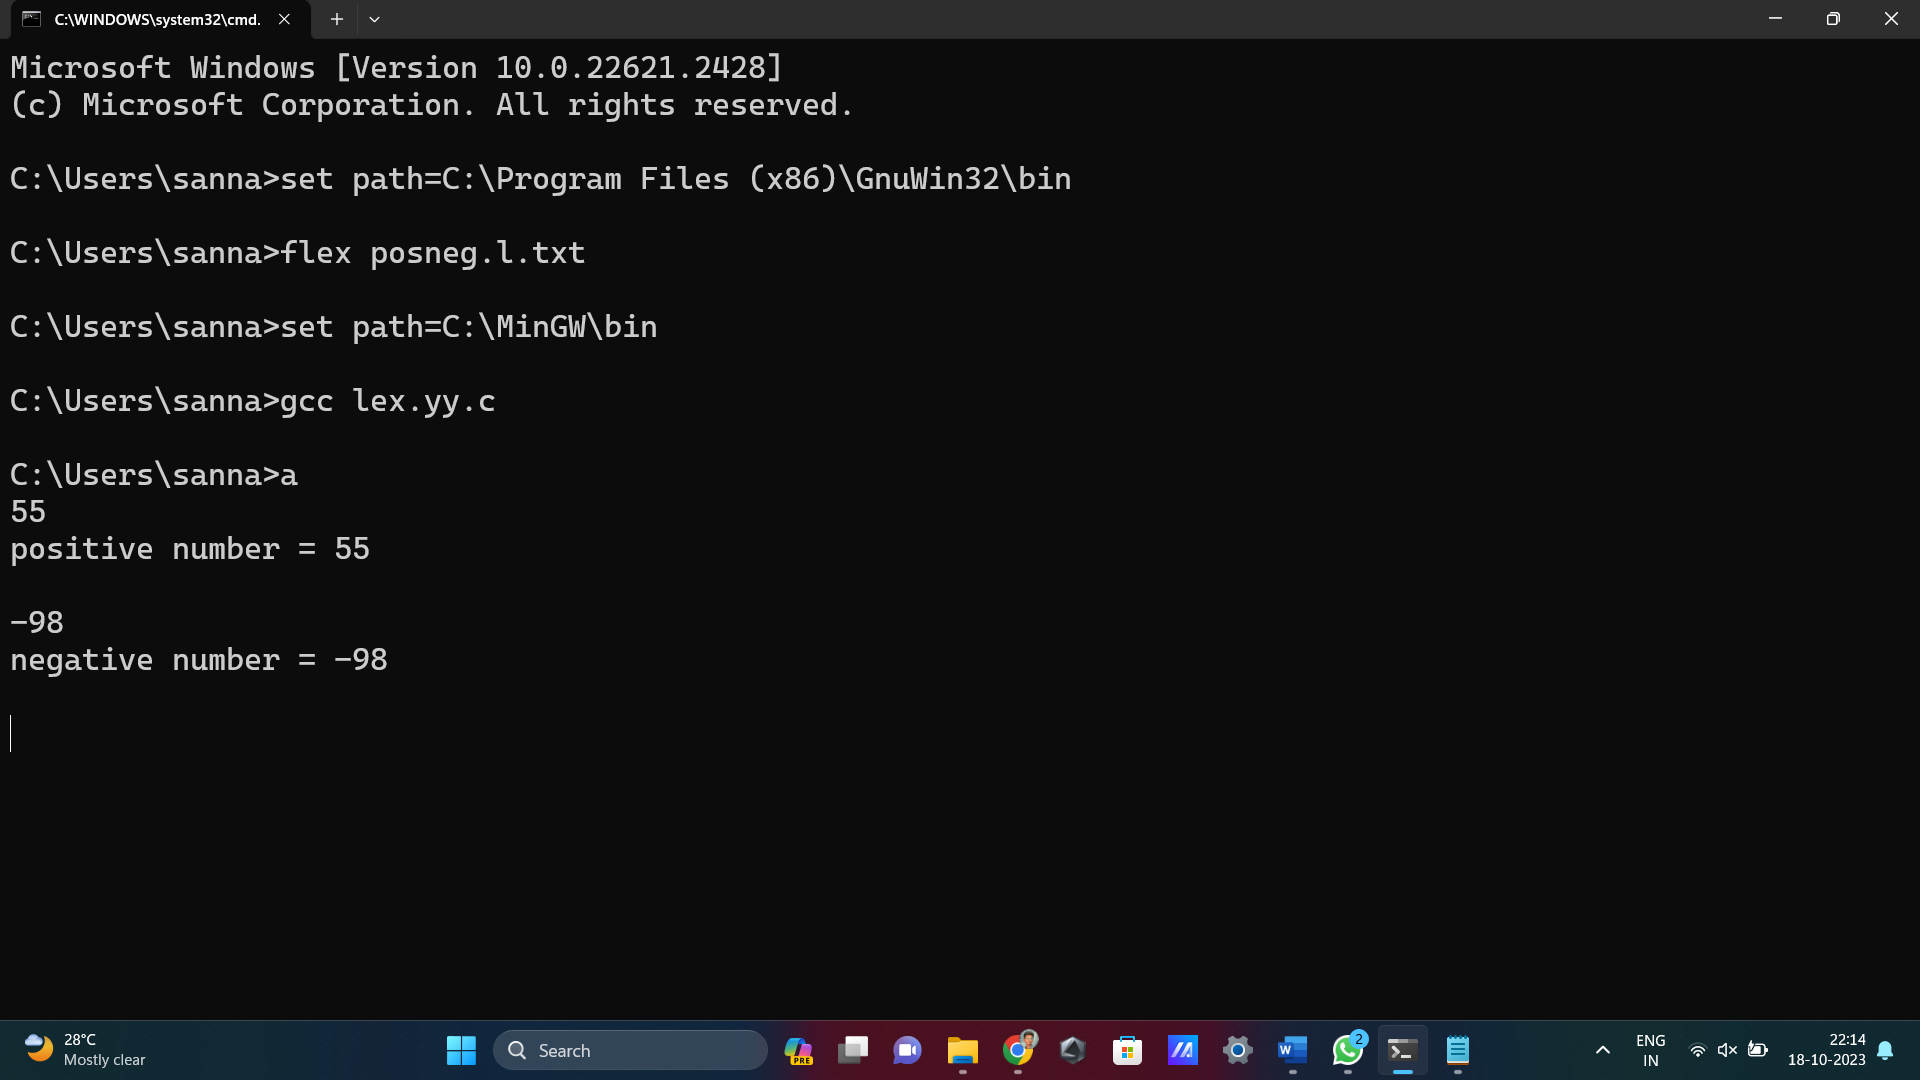 C:\WINDOWS\system32\cmd.
Microsoft Windows [Version 10.0.22621.2428]
(c) Microsoft Corporation. All rights reserved.
C:\Users\sanna>set path=C:\Program Files (x86)\GnuWin32\bin
C:\Users\sanna>flex posneg.l.txt
C:\Users\sanna>set path=C:\MinGW\bin
C:\Users\sanna>gcc lex.yy.c
C:\Users\sanna>a
55
positive number = 55
-98
negative number = -98
28°C
Mostly clear
Search
PRE
W
2
ENG
IN
22:14
18-10-2023